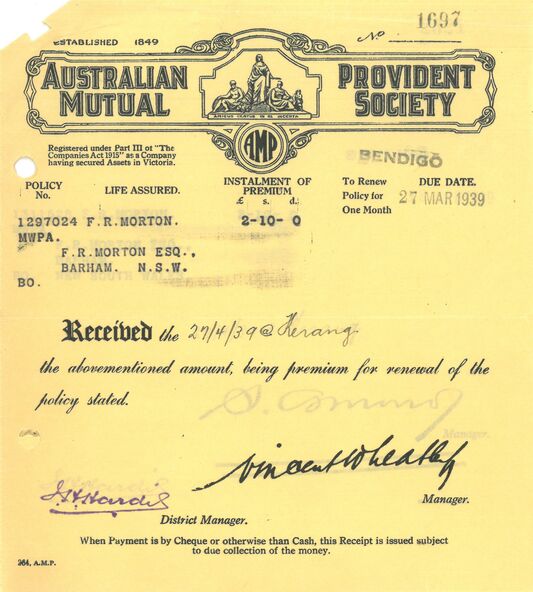 1697
ESTABLISHED 1849 No
AUSTRALIAN MUTUAL PROVIDENT SOCIETY
AMICUS CERTUS IN RE INCERTA
AMP
Registered under Part III of "The
Companies Act 1915" as a Company
having secured Assets in Victoria.
BENDIGO
POLICY No. LIFE ASSURED. INSTALMENT OF PREMIUM £ s. d. To Renew Policy for One Month DUE DATE.
27 MAR 1939
1297024 F.R.MORTON. 2-10- 0
MWPA.
F.R.MORTON ESQ.,
BARHAM. N.S.W.
BO.
Received the 27/4/39 @ Kerang
the abovementioned amount, being premium for renewal of the
policy stated.
Manager.
Vincent Wheatley
Manager.
District Manager.
When Payment is by Cheque or otherwise than Cash, this Receipt is issued subject
to due collection of the money.
264, A.M.P.